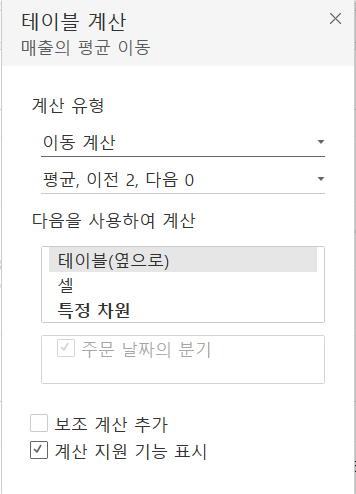 테이블 계산
매출의 평균 이동
계산 유형
이동 계산
평균, 이전 2, 다음 0
다음을 사용하여 계산
테이블(옆으로)
셀
특정 차원
주문 날짜의 분기
보조 계산 추가
계산 지원 기능 표시